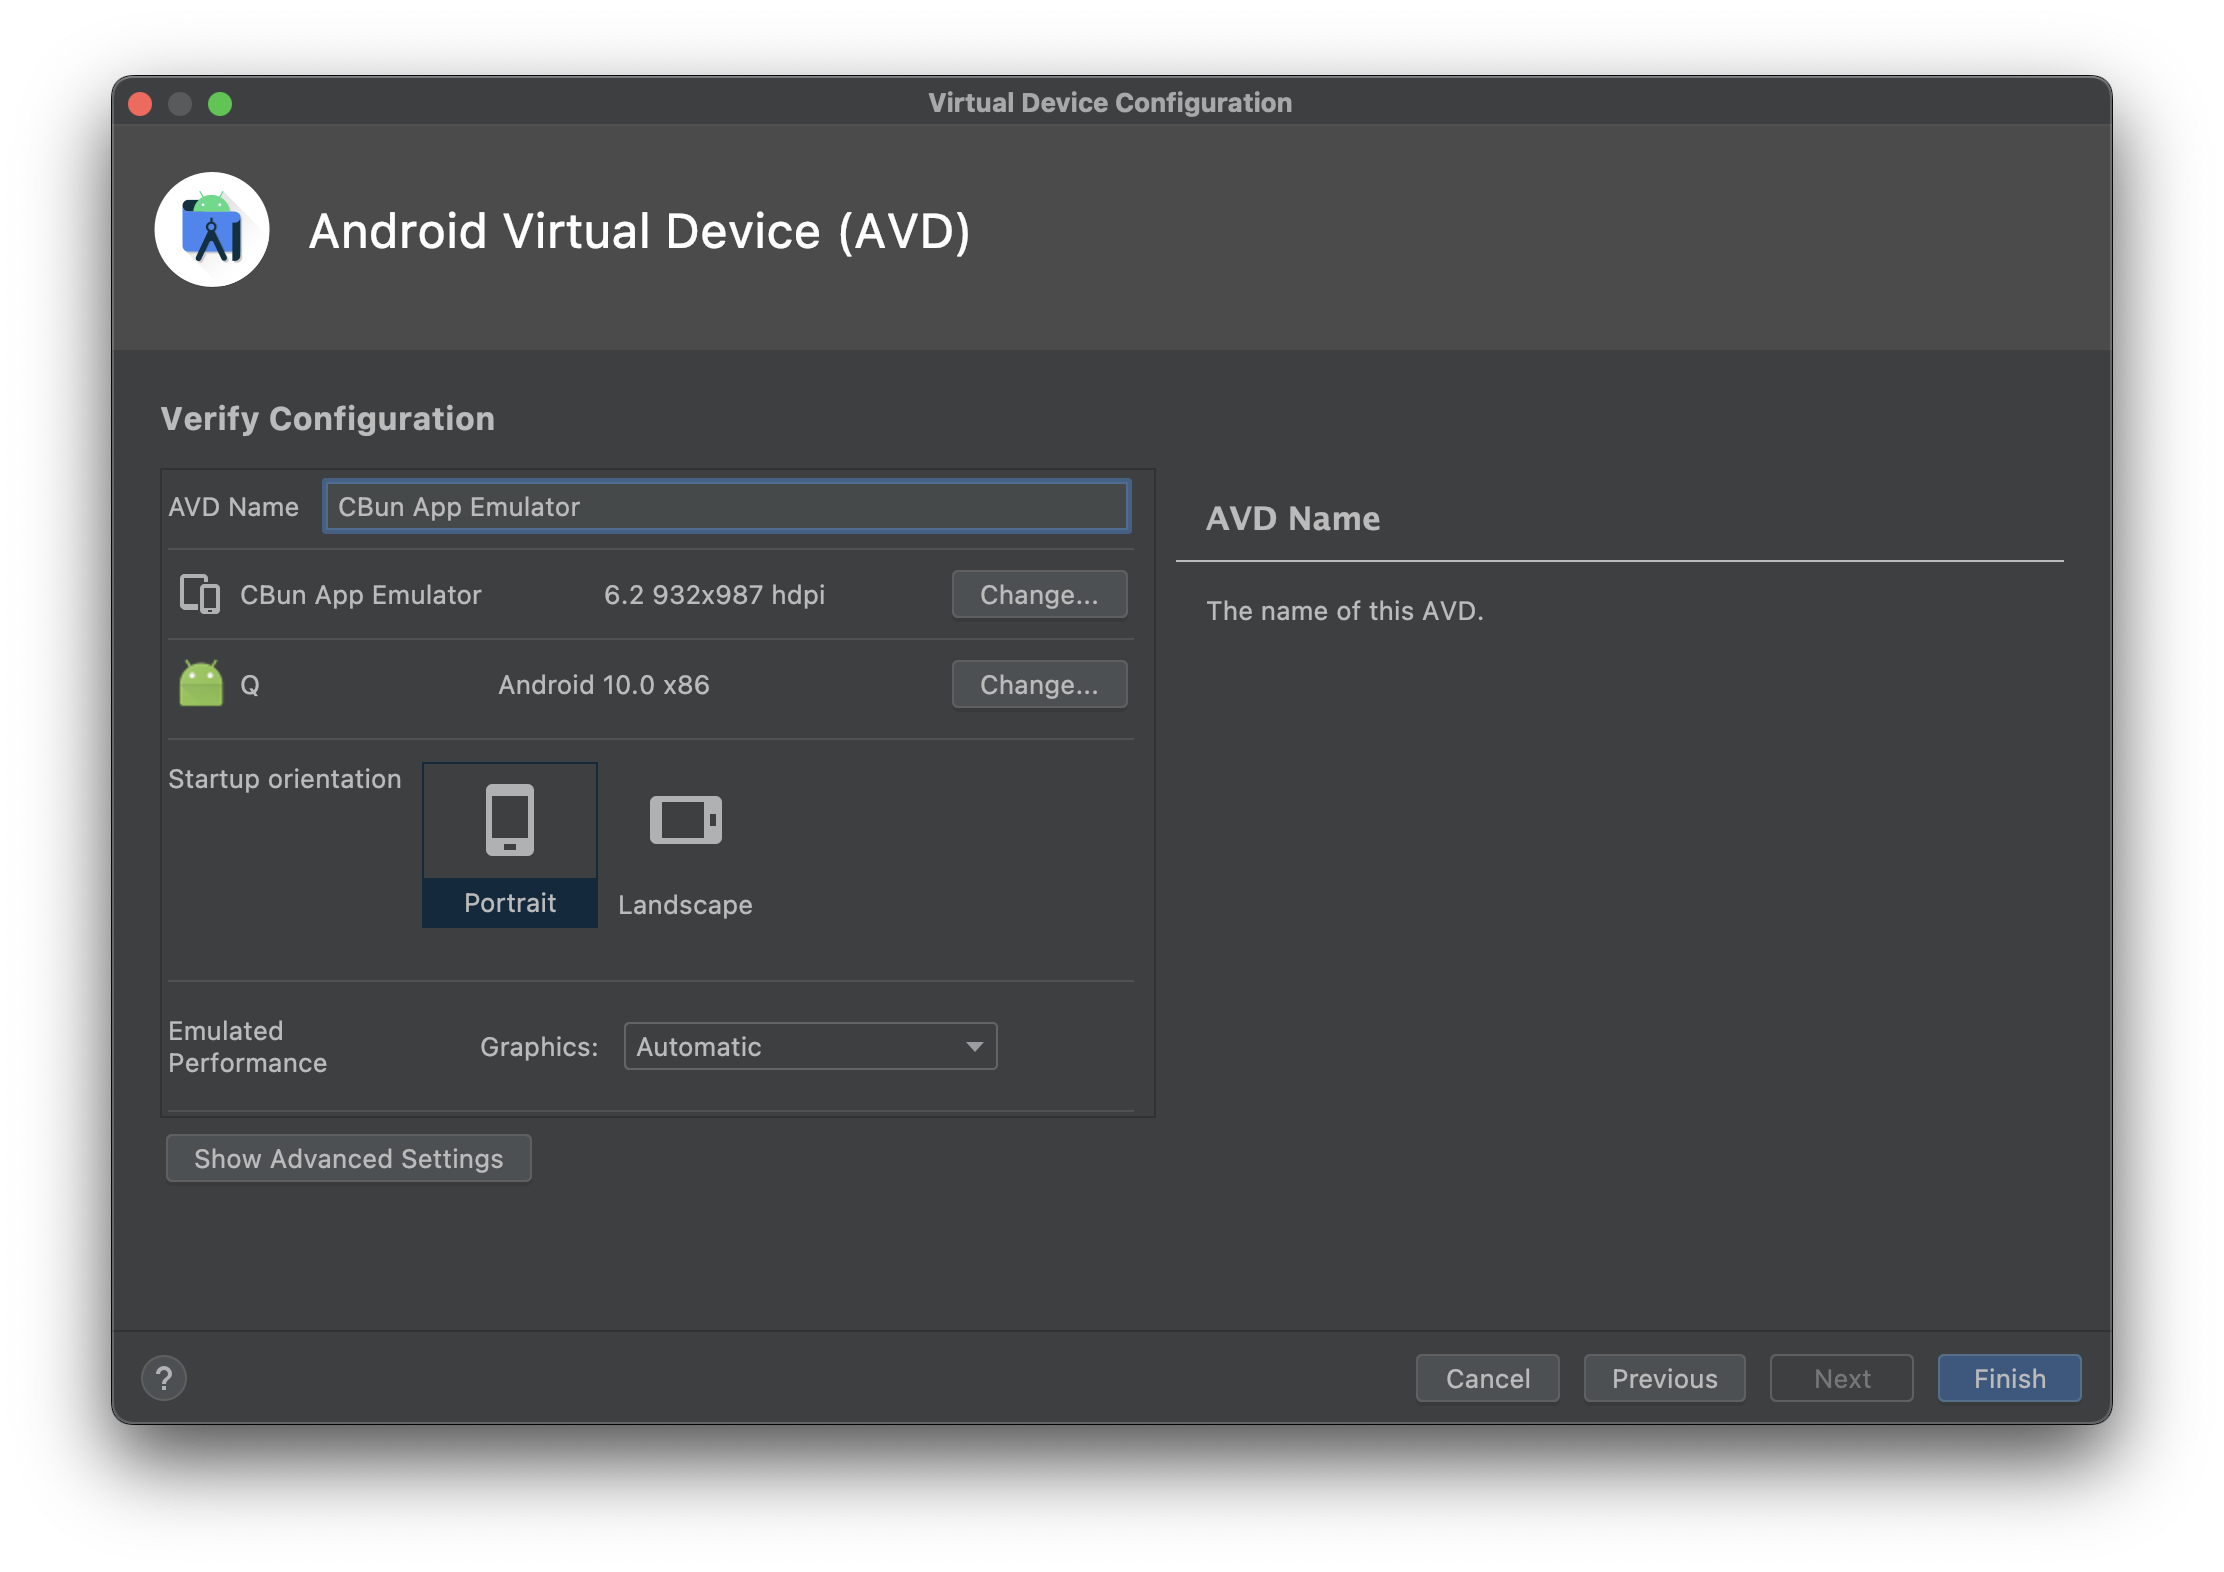 Virtual Device Configuration
Android Virtual Device (AVD)
Verify Configuration
AVD Name CBun App Emulator
CBun App Emulator 6.2 932x987 hdpi Change...
Q Android 10.0 x86 Change...
Startup orientation
Portrait Landscape
Emulated
Performance
Graphics: Automatic
Show Advanced Settings
AVD Name
The name of this AVD.
? Cancel Previous Next Finish